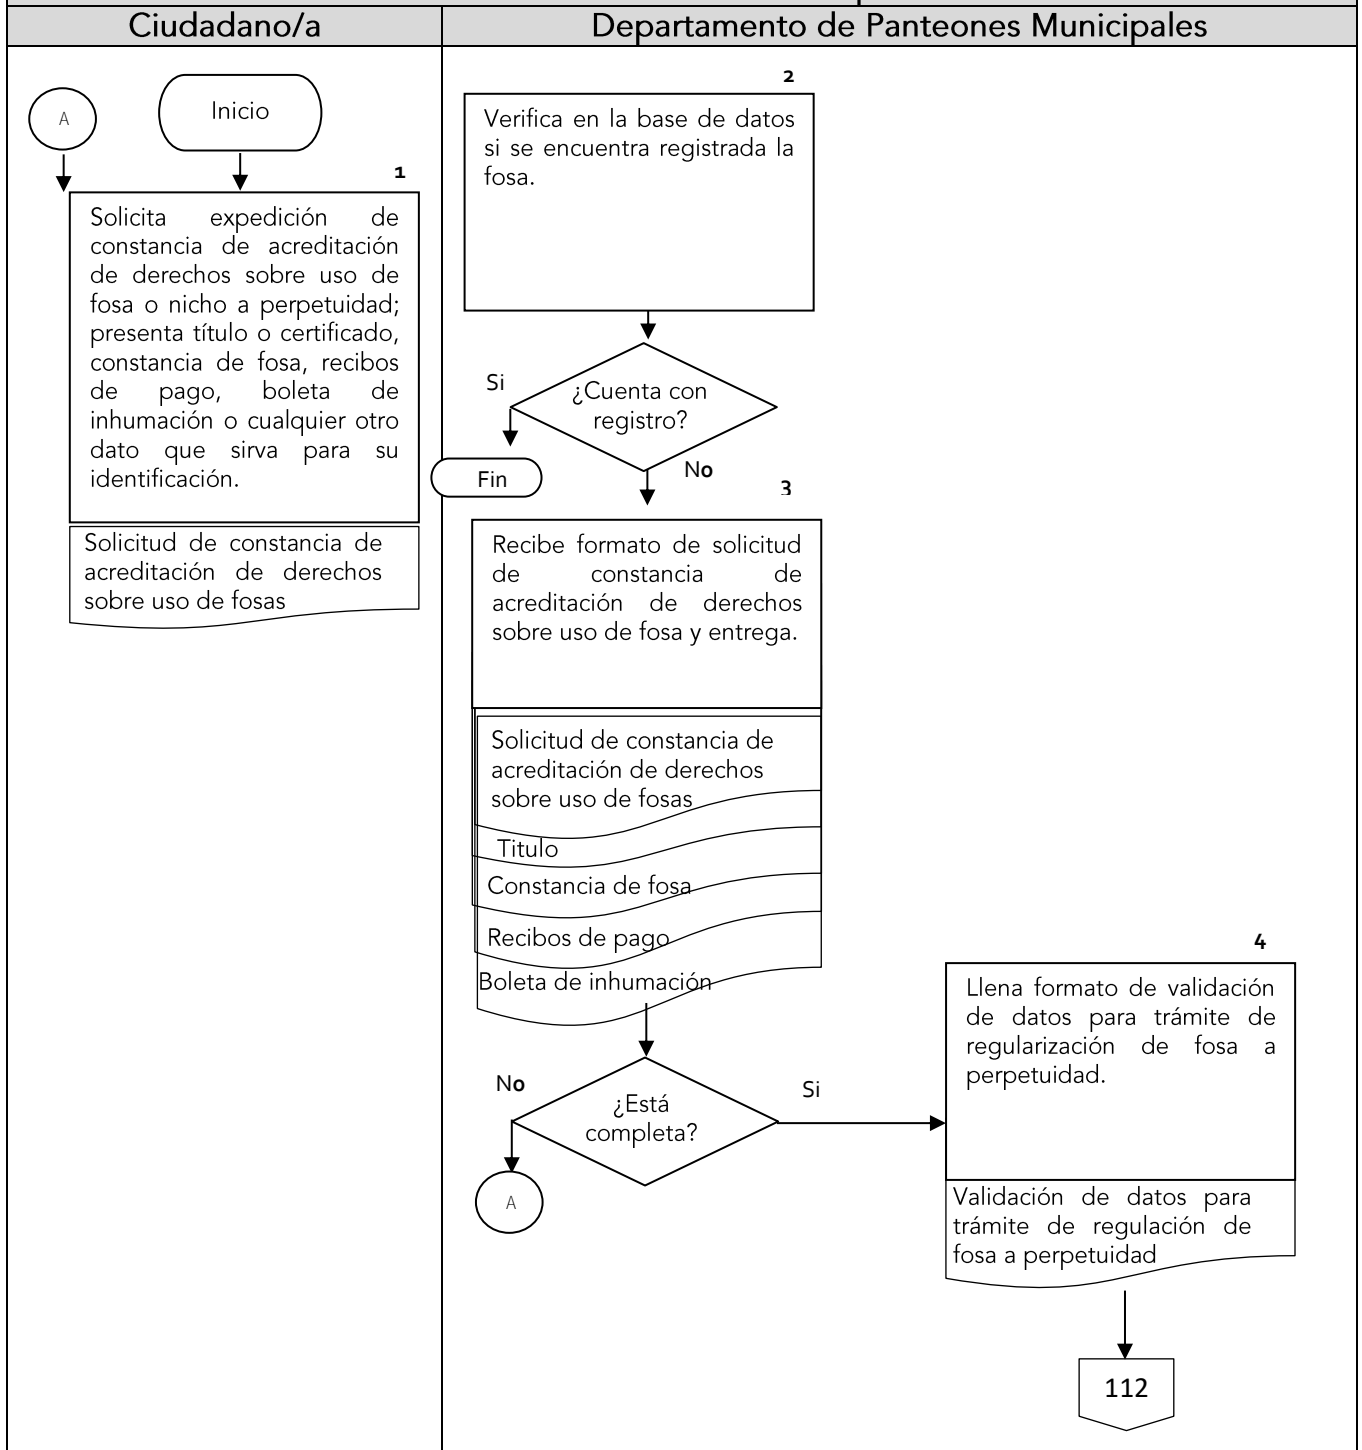 Ciudadano/a
Departamento de Panteones Municipales
A
Inicio
1
Solicita expedición de
constancia de acreditación
de derechos sobre uso de
fosa o nicho a perpetuidad;
presenta título o certificado,
constancia de fosa, recibos
de pago, boleta de
inhumación o cualquier otro
dato que sirva para su
identificación.
Solicitud de constancia de
acreditación de derechos
sobre uso de fosas
2
Verifica en la base de datos
si se encuentra registrada la
fosa.
¿Cuenta con
registro?
Si
Fin
No
3
Recibe formato de solicitud
de constancia de
acreditación de derechos
sobre uso de fosa y entrega.
Solicitud de constancia de
acreditación de derechos
sobre uso de fosas
Titulo
Constancia de fosa
Recibos de pago
Boleta de inhumación
¿Está
completa?
No
A
Si
4
Llena formato de validación
de datos para trámite de
regularización de fosa a
perpetuidad.
Validación de datos para
trámite de regulación de
fosa a perpetuidad
112